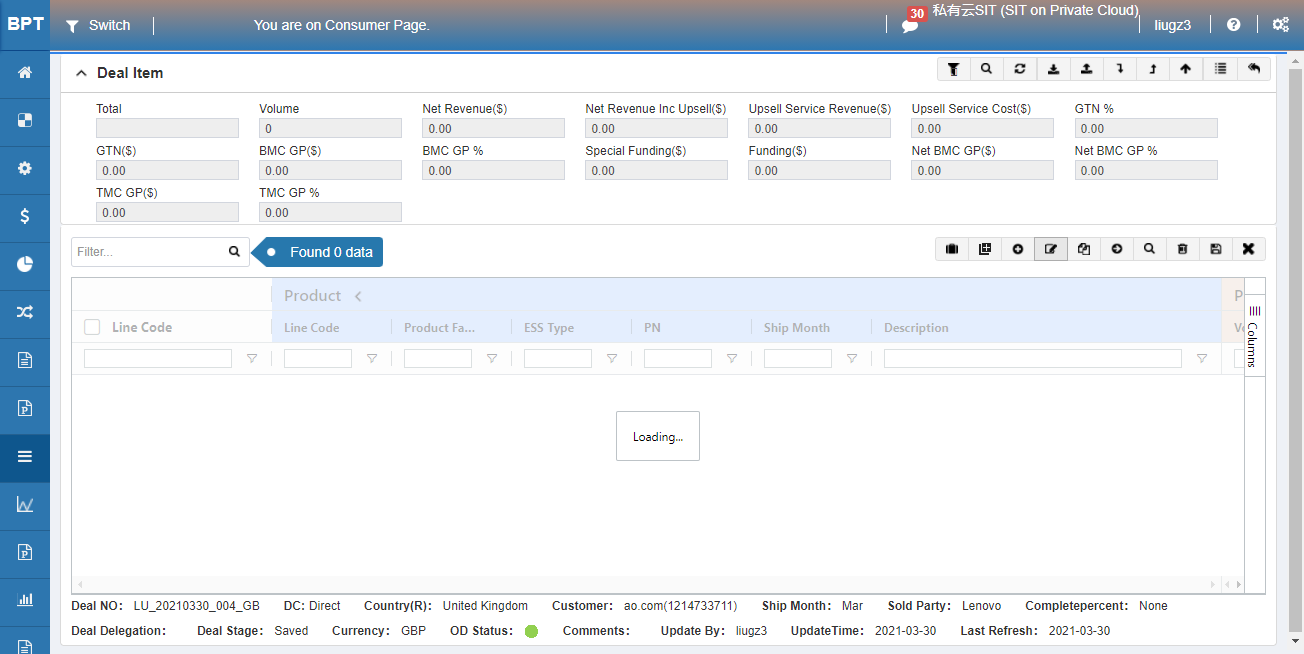 BPT Switch You are on Consumer Page. 30 私有云SIT (SIT on Private Cloud) liugz3
Deal Item
Total Volume Net Revenue($) Net Revenue Inc Upsell($) Upsell Service Revenue($) Upsell Service Cost($) GTN %
0 0.00 0.00 0.00 0.00 0.00
GTN($) BMC GP($) BMC GP % Special Funding($) Funding($) Net BMC GP($) Net BMC GP %
0.00 0.00 0.00 0.00 0.00 0.00 0.00
TMC GP($) TMC GP %
0.00 0.00
Filter... Found 0 data
Product P
Line Code Line Code Product Fa... ESS Type PN Ship Month Description
Columns
Loading...
Deal NO: LU_20210330_004_GB DC: Direct Country(R): United Kingdom Customer: ao.com(1214733711) Ship Month: Mar Sold Party: Lenovo Completepercent: None
Deal Delegation: Deal Stage: Saved Currency: GBP OD Status: Comments: Update By: liugz3 UpdateTime: 2021-03-30 Last Refresh: 2021-03-30